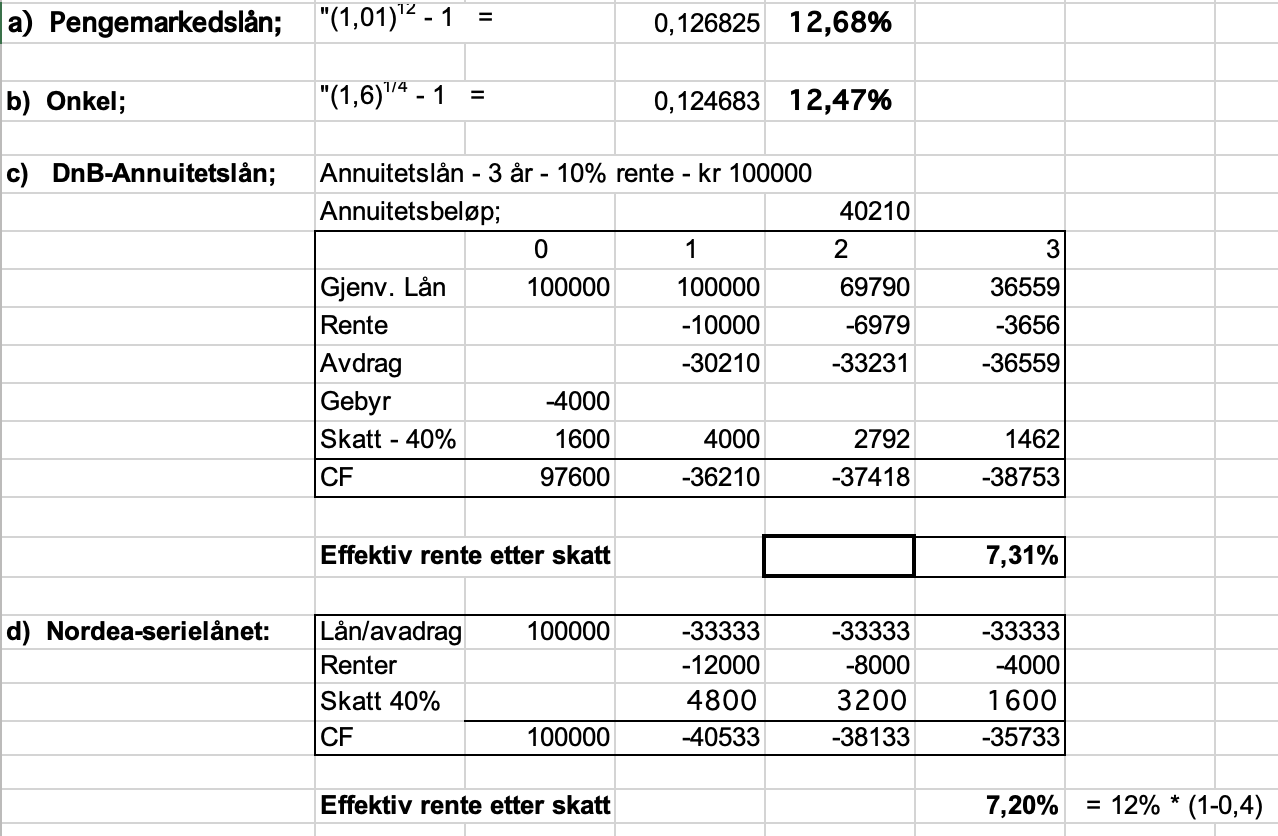 a) Pengemarkedslån; "(1,01)¹² - 1 = 0,126825 12,68%
b) Onkel; "(1,6)¹/⁴ - 1 = 0,124683 12,47%
c) DnB-Annuitetslån; Annuitetslån - 3 år - 10% rente - kr 100000
Annuitetsbeløp; 40210
0 1 2 3
Gjenv. Lån 100000 100000 69790 36559
Rente -10000 -6979 -3656
Avdrag -30210 -33231 -36559
Gebyr -4000
Skatt - 40% 1600 4000 2792 1462
CF 97600 -36210 -37418 -38753
Effektiv rente etter skatt 7,31%
d) Nordea-serielånet: Lån/avadrag 100000 -33333 -33333 -33333
Renter -12000 -8000 -4000
Skatt 40% 4800 3200 1600
CF 100000 -40533 -38133 -35733
Effektiv rente etter skatt 7,20% = 12% * (1-0,4)